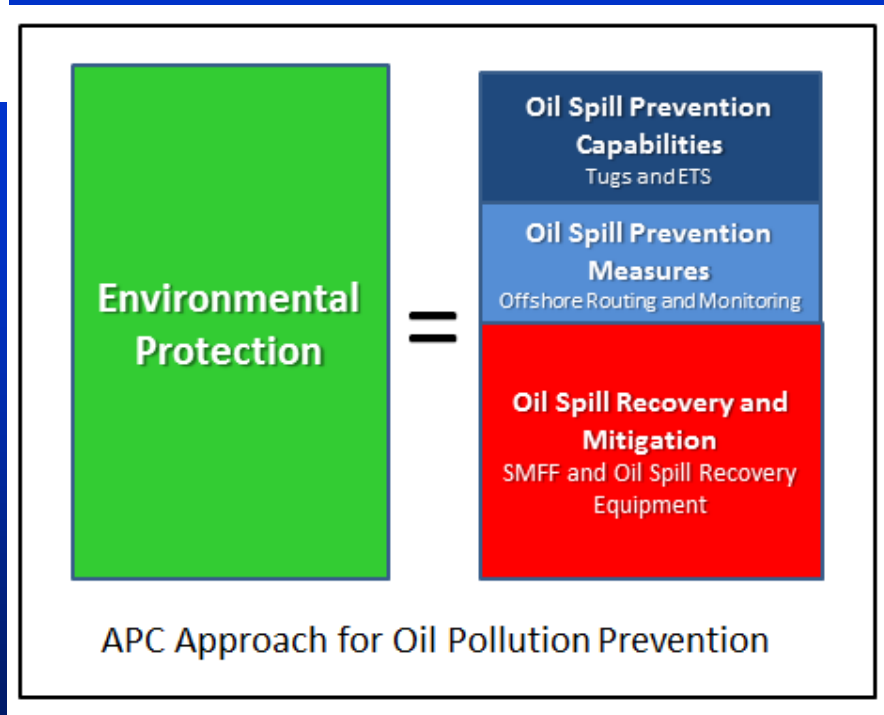 Environmental
Protection
=
Oil Spill Prevention
Capabilities
Tugs and ETS
Oil Spill Prevention
Measures
Offshore Routing and Monitoring
Oil Spill Recovery and
Mitigation
SMFF and Oil Spill Recovery
Equipment
APC Approach for Oil Pollution Prevention